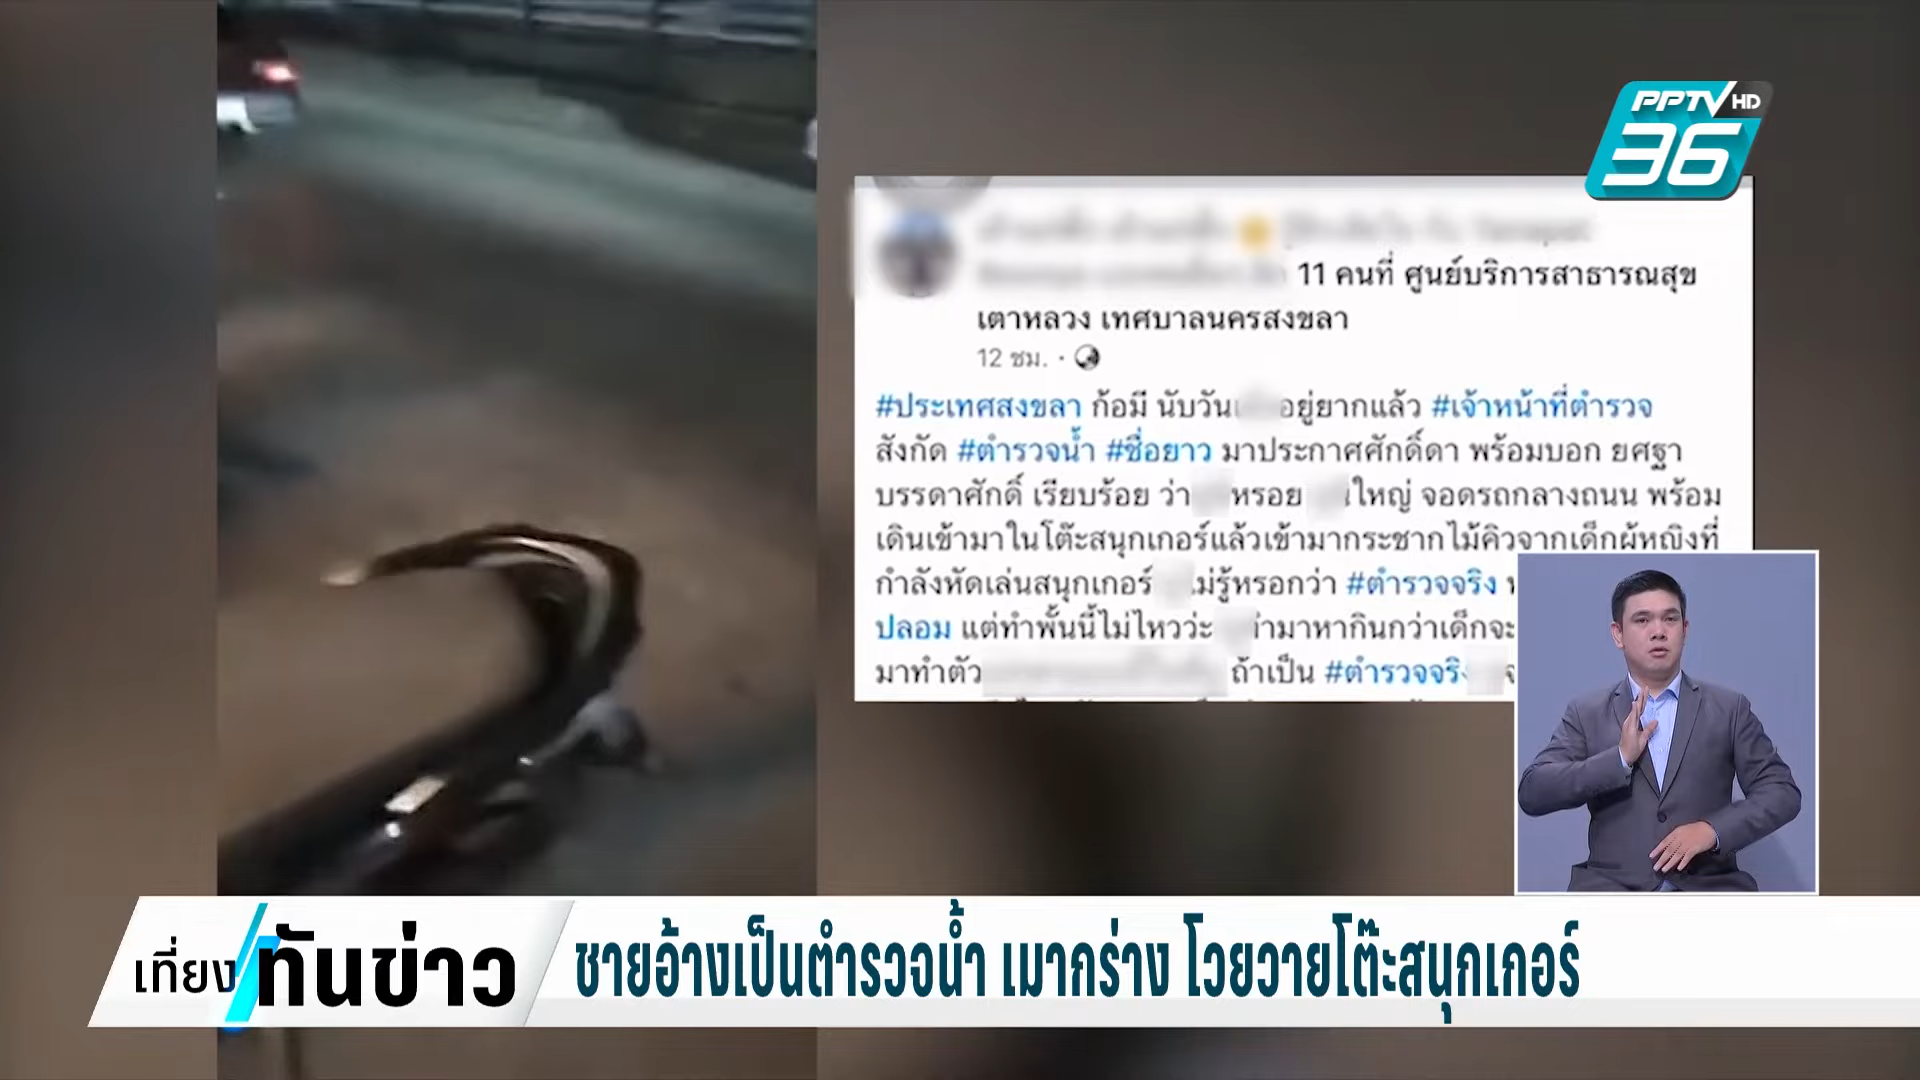 PPTV HD
36
11 คนที่ ศูนย์บริการสาธารณสุข
เตาหลวง เทศบาลนครสงขลา
12 ชม. ·
#ประเทศสงขลา ก้อมี นับวัน อยู่ยากแล้ว #เจ้าหน้าที่ตำรวจ
สังกัด #ตำรวจน้ำ #ชื่อยาว มาประกาศศักดิ์ดา พร้อมบอก ยศฐา
บรรดาศักดิ์ เรียบร้อย ว่า หรอย ใหญ่ จอดรถกลางถนน พร้อม
เดินเข้ามาในโต๊ะสนุกเกอร์แล้วเข้ามากระชากไม้คิวจากเด็กผ้หญิงที่
กำลังหัดเล่นสนุกเกอร์ ไม่รู้หรอกว่า #ตำรวจจริง
ปลอม แต่ทำพั้นนี้ไม่ไหวว่ะ ามาหากินกว่าเด็กจะ
มาทำตัว ถ้าเป็น #ตำรวจจริง
เที่ยงทันข่าว
ชายอ้างเป็นตำรวจน้ำ เมากร่าง โวยวายโต๊ะสนุกเกอร์